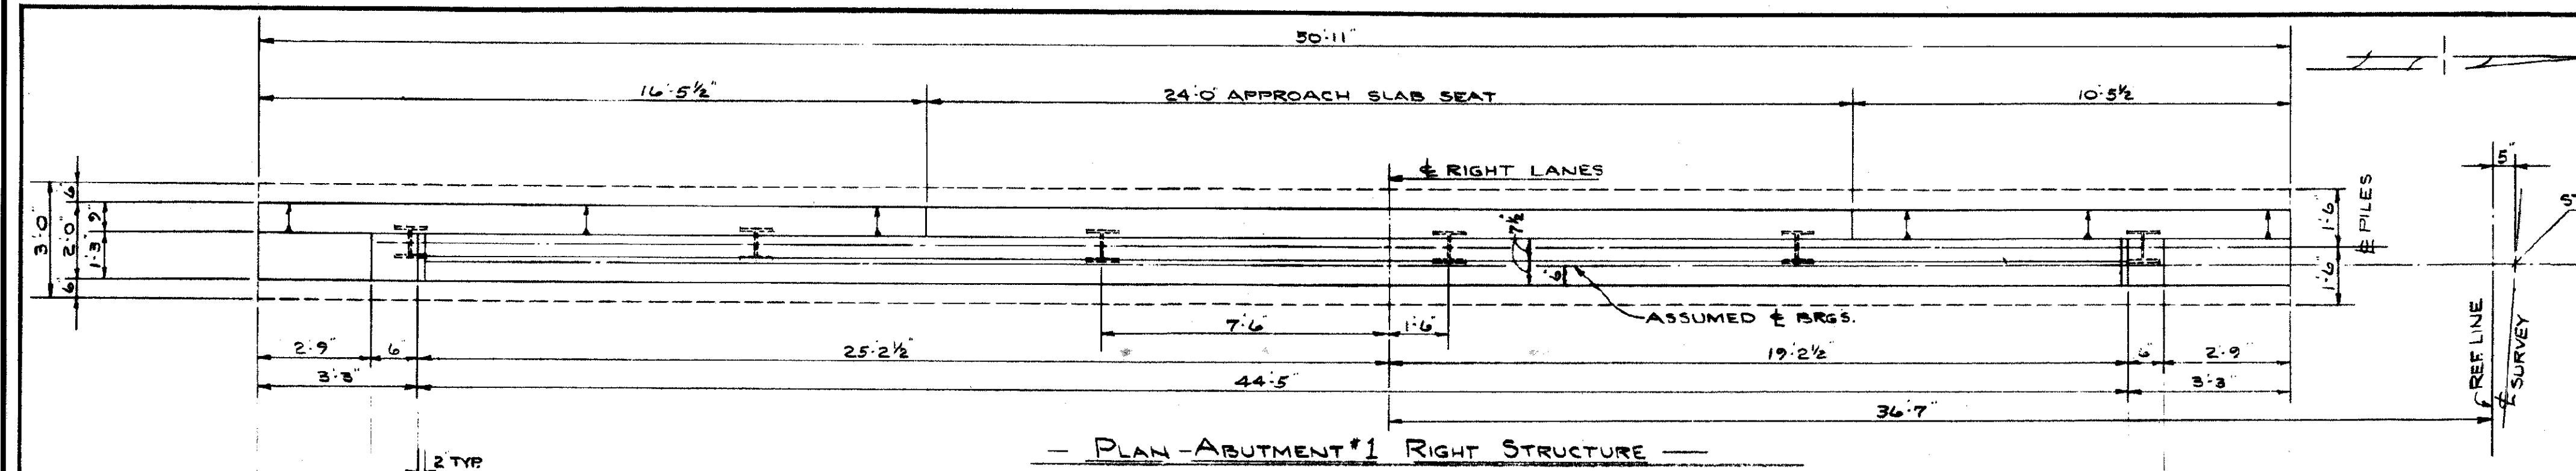 50'-11"
16'-5½" 24'-0" APPROACH SLAB SEAT 10'-5½
5"
℄ RIGHT LANES
℄ PILES
3'-0" 2'-0" 6" 9" 1'-3" 6"
7½"
6"
1'-6" 1'-6"
ASSUMED ℄ BRG'S.
7'-6" 1'-6"
2'-9" 6" 25'-2½" 19'-2½" 6" 2'-9"
3'-3" 44'-5" 3'-3"
36'-7"
REF. LINE
℄ SURVEY
— PLAN - ABUTMENT #1 RIGHT STRUCTURE —
2" TYP.